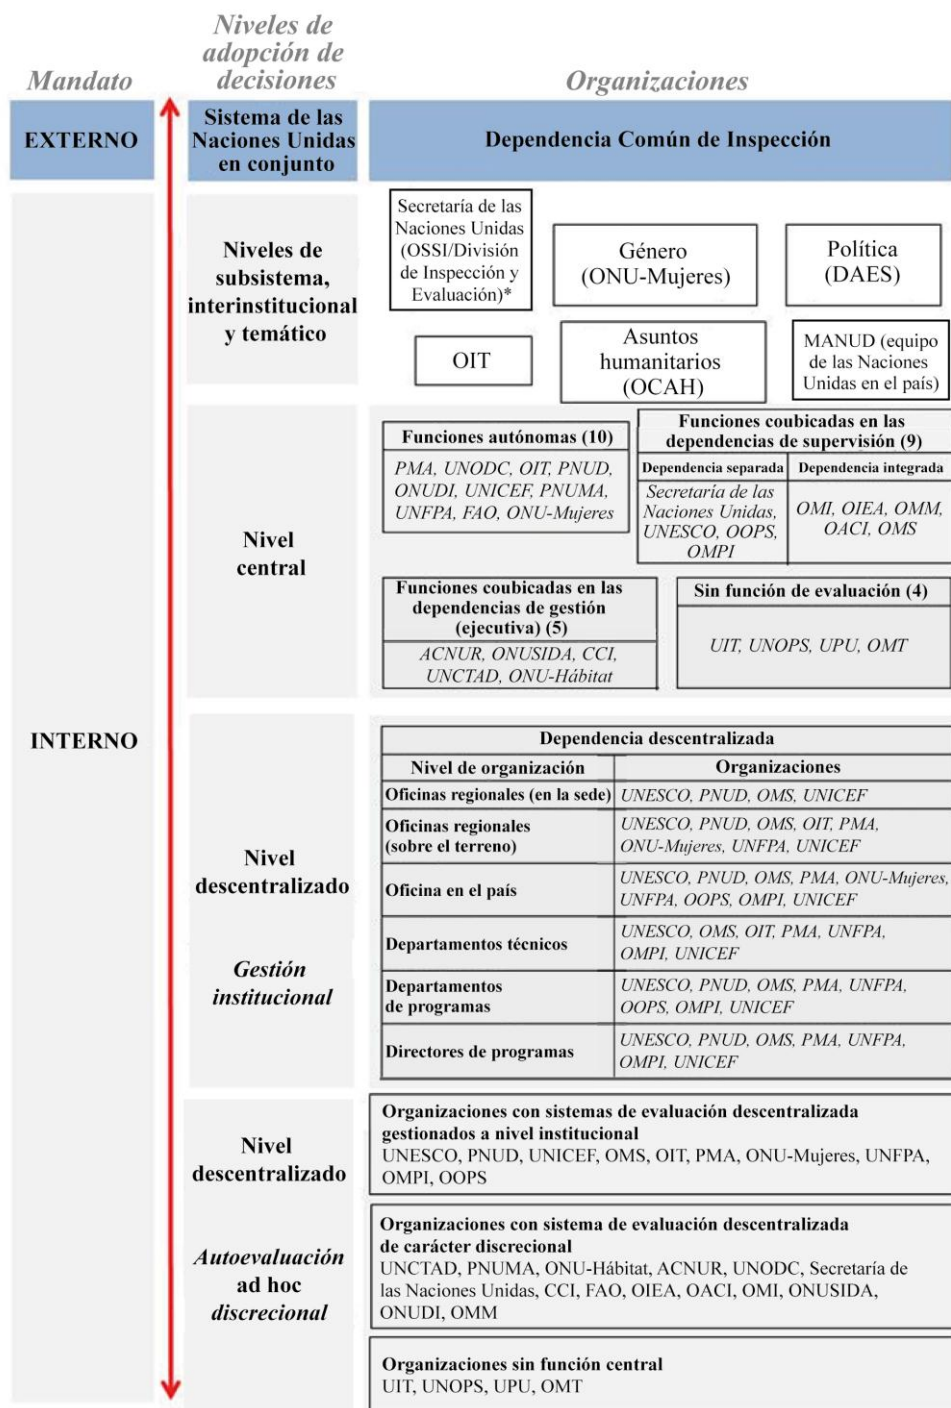 Mandato
Niveles de
adopción de
decisiones
Organizaciones
EXTERNO
Sistema de las
Naciones Unidas
en conjunto
Dependencia Común de Inspección
INTERNO
Niveles de
subsistema,
interinstitucional
y temático
Secretaría de las
Naciones Unidas
(OSSI/División
de Inspección y
Evaluación)*
Género
(ONU-Mujeres)
Política
(DAES)
OIT
Asuntos
humanitarios
(OCAH)
MANUD (equipo
de las Naciones
Unidas en el país)
Nivel
central
Funciones autónomas (10)
PMA, UNODC, OIT, PNUD,
ONUDI, UNICEF, PNUMA,
UNFPA, FAO, ONU-Mujeres
Funciones coubicadas en las
dependencias de supervisión (9)
Dependencia separada
Secretaría de las
Naciones Unidas,
UNESCO, OOPS,
OMPI
Dependencia integrada
OMI, OIEA, OMM,
OACI, OMS
Funciones coubicadas en las
dependencias de gestión
(ejecutiva) (5)
ACNUR, ONUSIDA, CCI,
UNCTAD, ONU-Hábitat
Sin función de evaluación (4)
UIT, UNOPS, UPU, OMT
Nivel
descentralizado
Gestión
institucional
Dependencia descentralizada
Nivel de organización
Organizaciones
Oficinas regionales (en la sede)
UNESCO, PNUD, OMS, UNICEF
Oficinas regionales
(sobre el terreno)
UNESCO, PNUD, OMS, OIT, PMA,
ONU-Mujeres, UNFPA, UNICEF
Oficina en el país
UNESCO, PNUD, OMS, PMA, ONU-Mujeres,
UNFPA, OOPS, OMPI, UNICEF
Departamentos técnicos
UNESCO, OMS, OIT, PMA, UNFPA,
OMPI, UNICEF
Departamentos
de programas
UNESCO, PNUD, OMS, PMA, UNFPA,
OOPS, OMPI, UNICEF
Directores de programas
UNESCO, PNUD, OMS, PMA, UNFPA,
OMPI, UNICEF
Nivel
descentralizado
Autoevaluación
ad hoc
discrecional
Organizaciones con sistemas de evaluación descentralizada
gestionados a nivel institucional
UNESCO, PNUD, UNICEF, OMS, OIT, PMA, ONU-Mujeres, UNFPA,
OMPI, OOPS
Organizaciones con sistema de evaluación descentralizada
de carácter discrecional
UNCTAD, PNUMA, ONU-Hábitat, ACNUR, UNODC, Secretaría de
las Naciones Unidas, CCI, FAO, OIEA, OACI, OMI, ONUSIDA,
ONUDI, OMM
Organizaciones sin función central
UIT, UNOPS, UPU, OMT